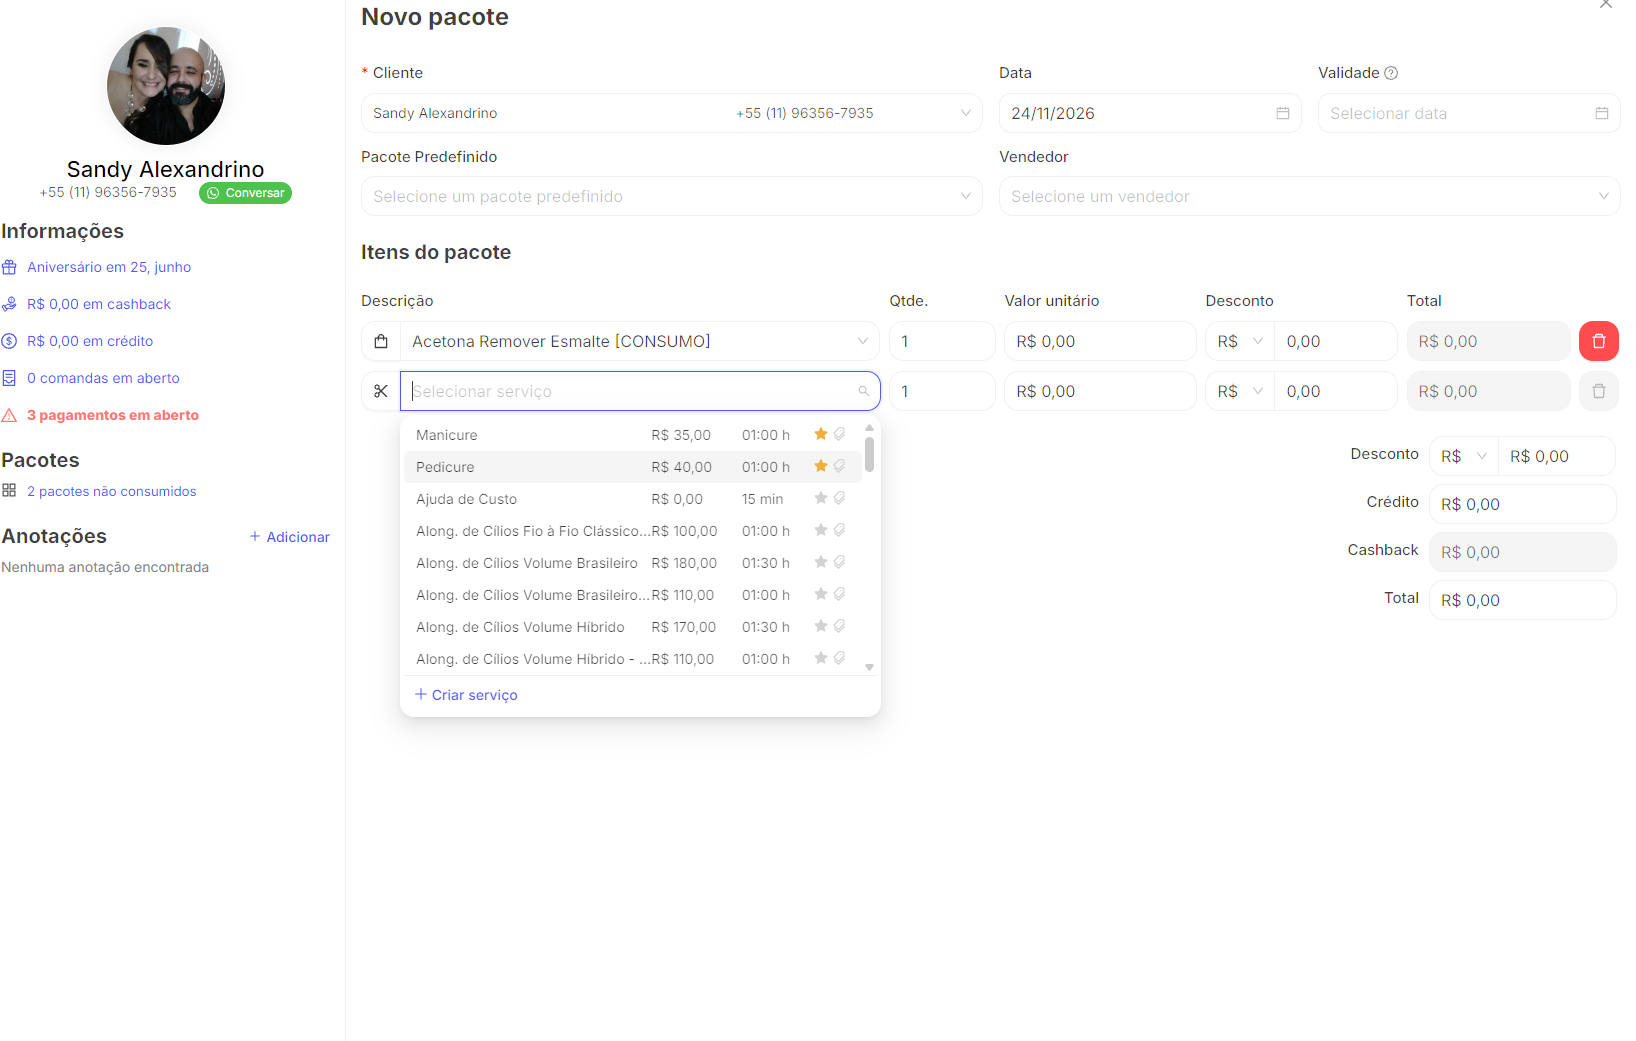 Sandy Alexandrino
+55 (11) 96356-7935 Conversar
Informações
Aniversário em 25, junho
R$ 0,00 em cashback
R$ 0,00 em crédito
0 comandas em aberto
3 pagamentos em aberto
Pacotes
2 pacotes não consumidos
Anotações + Adicionar
Nenhuma anotação encontrada
Novo pacote
* Cliente Data Validade
Sandy Alexandrino +55 (11) 96356-7935 24/11/2026 Selecionar data
Pacote Predefinido Vendedor
Selecione um pacote predefinido Selecione um vendedor
Itens do pacote
Descrição Qtde. Valor unitário Desconto Total
Acetona Remover Esmalte [CONSUMO] 1 R$ 0,00 R$ 0,00 R$ 0,00
Selecionar serviço 1 R$ 0,00 R$ 0,00 R$ 0,00
Manicure R$ 35,00 01:00 h
Pedicure R$ 40,00 01:00 h
Ajuda de Custo R$ 0,00 15 min
Along. de Cílios Fio à Fio Clássico... R$ 100,00 01:00 h
Along. de Cílios Volume Brasileiro R$ 180,00 01:30 h
Along. de Cílios Volume Brasileiro... R$ 110,00 01:00 h
Along. de Cílios Volume Híbrido R$ 170,00 01:30 h
Along. de Cílios Volume Híbrido - ... R$ 110,00 01:00 h
+ Criar serviço
Desconto R$ R$ 0,00
Crédito R$ 0,00
Cashback R$ 0,00
Total R$ 0,00